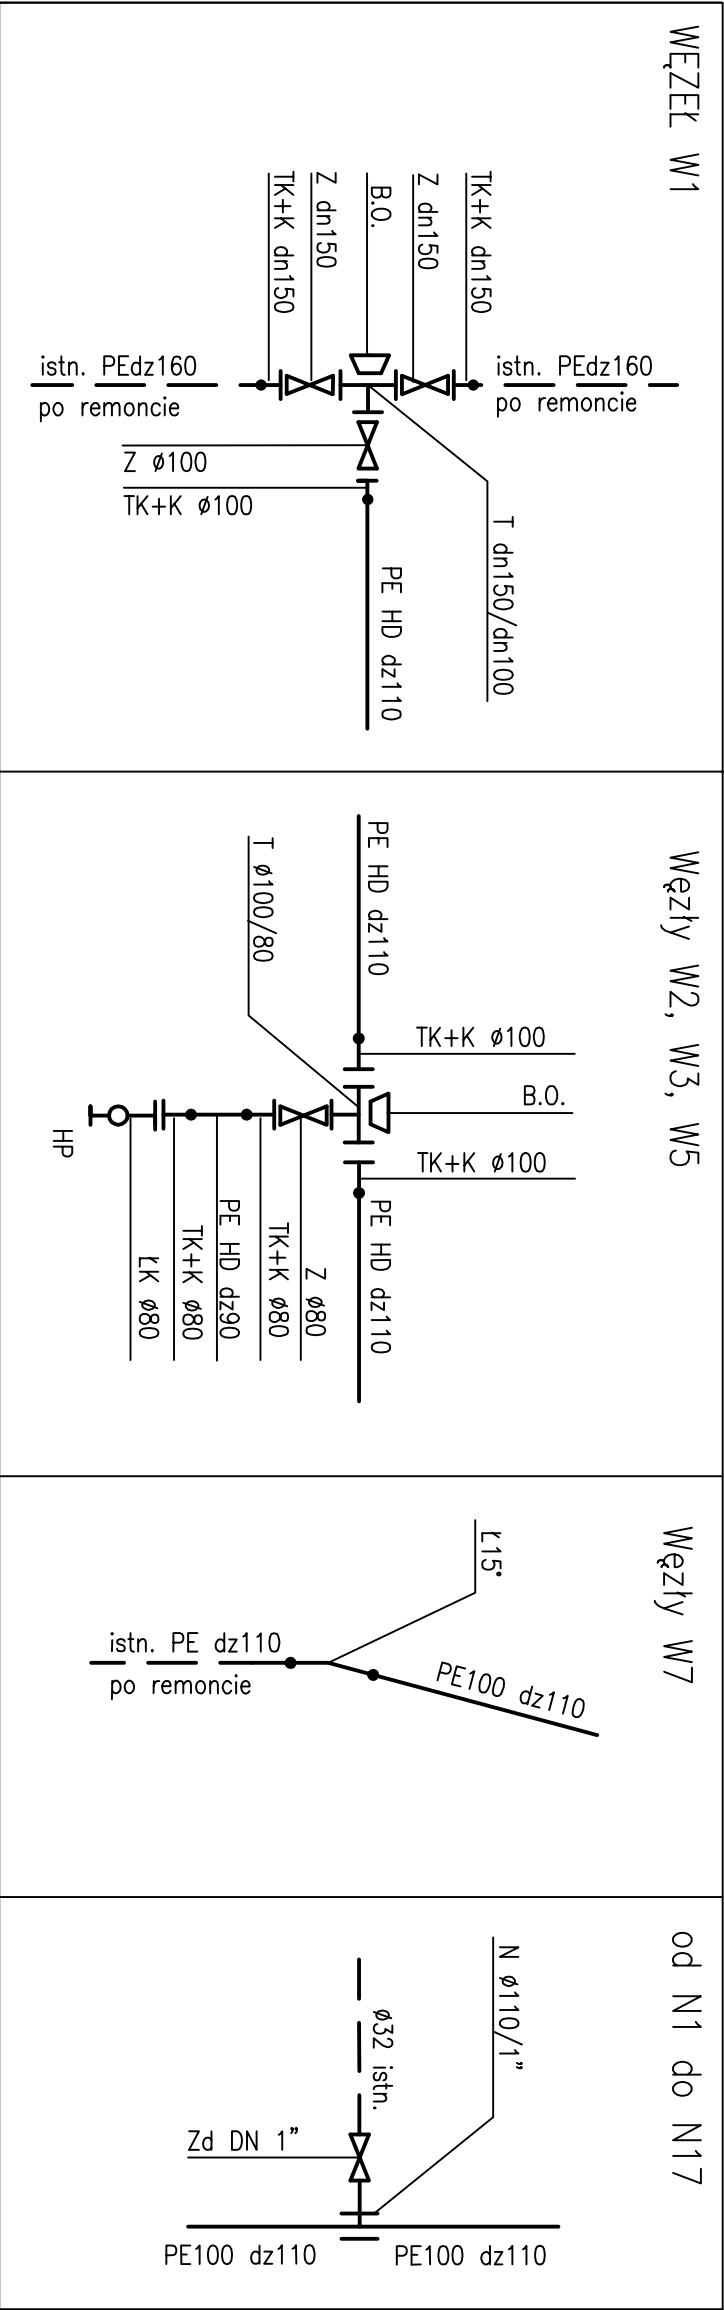 WĘZEŁ W1
TK+K dn150
Z dn150
B.O.
Z dn150
TK+K dn150
istn. PEdz160
po remoncie
istn. PEdz160
po remoncie
Z ø100
TK+K ø100
T dn150/dn100
PE HD dz110
Węzły W2, W3, W5
PE HD dz110
T ø100/80
TK+K ø100
B.O.
TK+K ø100
PE HD dz110
Z ø80
TK+K ø80
PE HD dz90
TK+K ø80
ŁK ø80
HP
Węzły W7
Ł15°
istn. PE dz110
po remoncie
PE100 dz110
od N1 do N17
N ø110/1"
ø32 istn.
Zd DN 1"
PE100 dz110
PE100 dz110